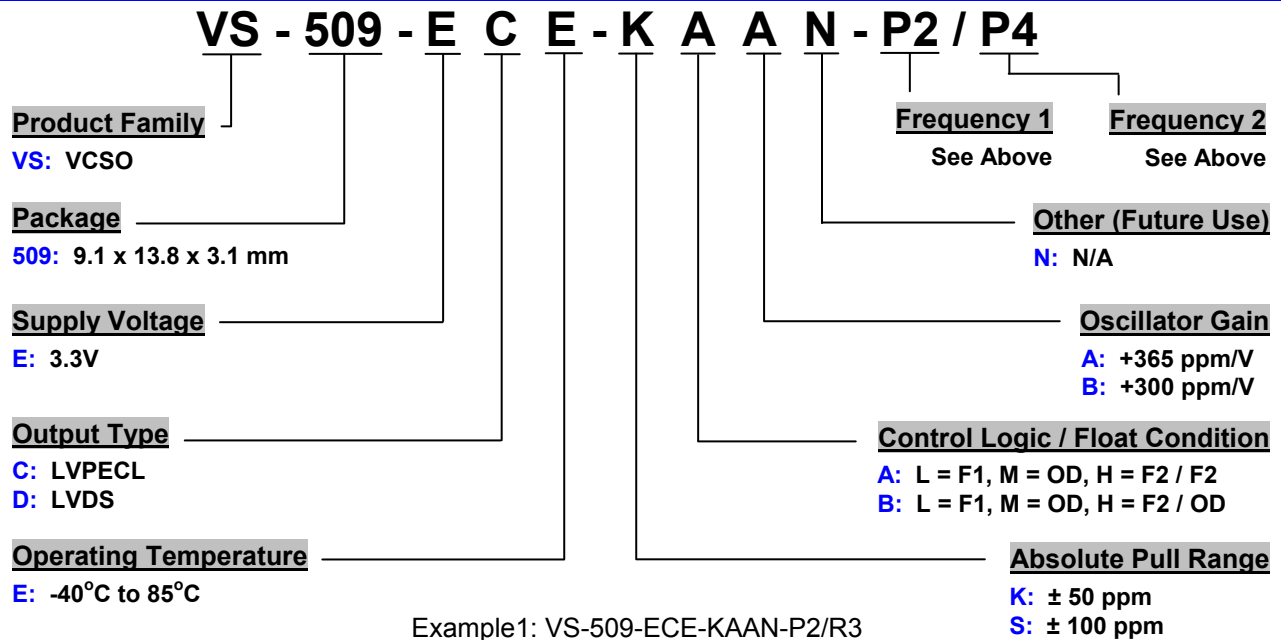 VS - 509 - E C E - K A A N - P2 / P4
Product Family
VS: VCSO
Frequency 1
See Above
Frequency 2
See Above
Package
509: 9.1 x 13.8 x 3.1 mm
Other (Future Use)
N: N/A
Supply Voltage
E: 3.3V
Oscillator Gain
A: +365 ppm/V
B: +300 ppm/V
Output Type
C: LVPECL
D: LVDS
Control Logic / Float Condition
A: L = F1, M = OD, H = F2 / F2
B: L = F1, M = OD, H = F2 / OD
Operating Temperature
E: -40°C to 85°C
Absolute Pull Range
K: ± 50 ppm
S: ± 100 ppm
Example1: VS-509-ECE-KAAN-P2/R3